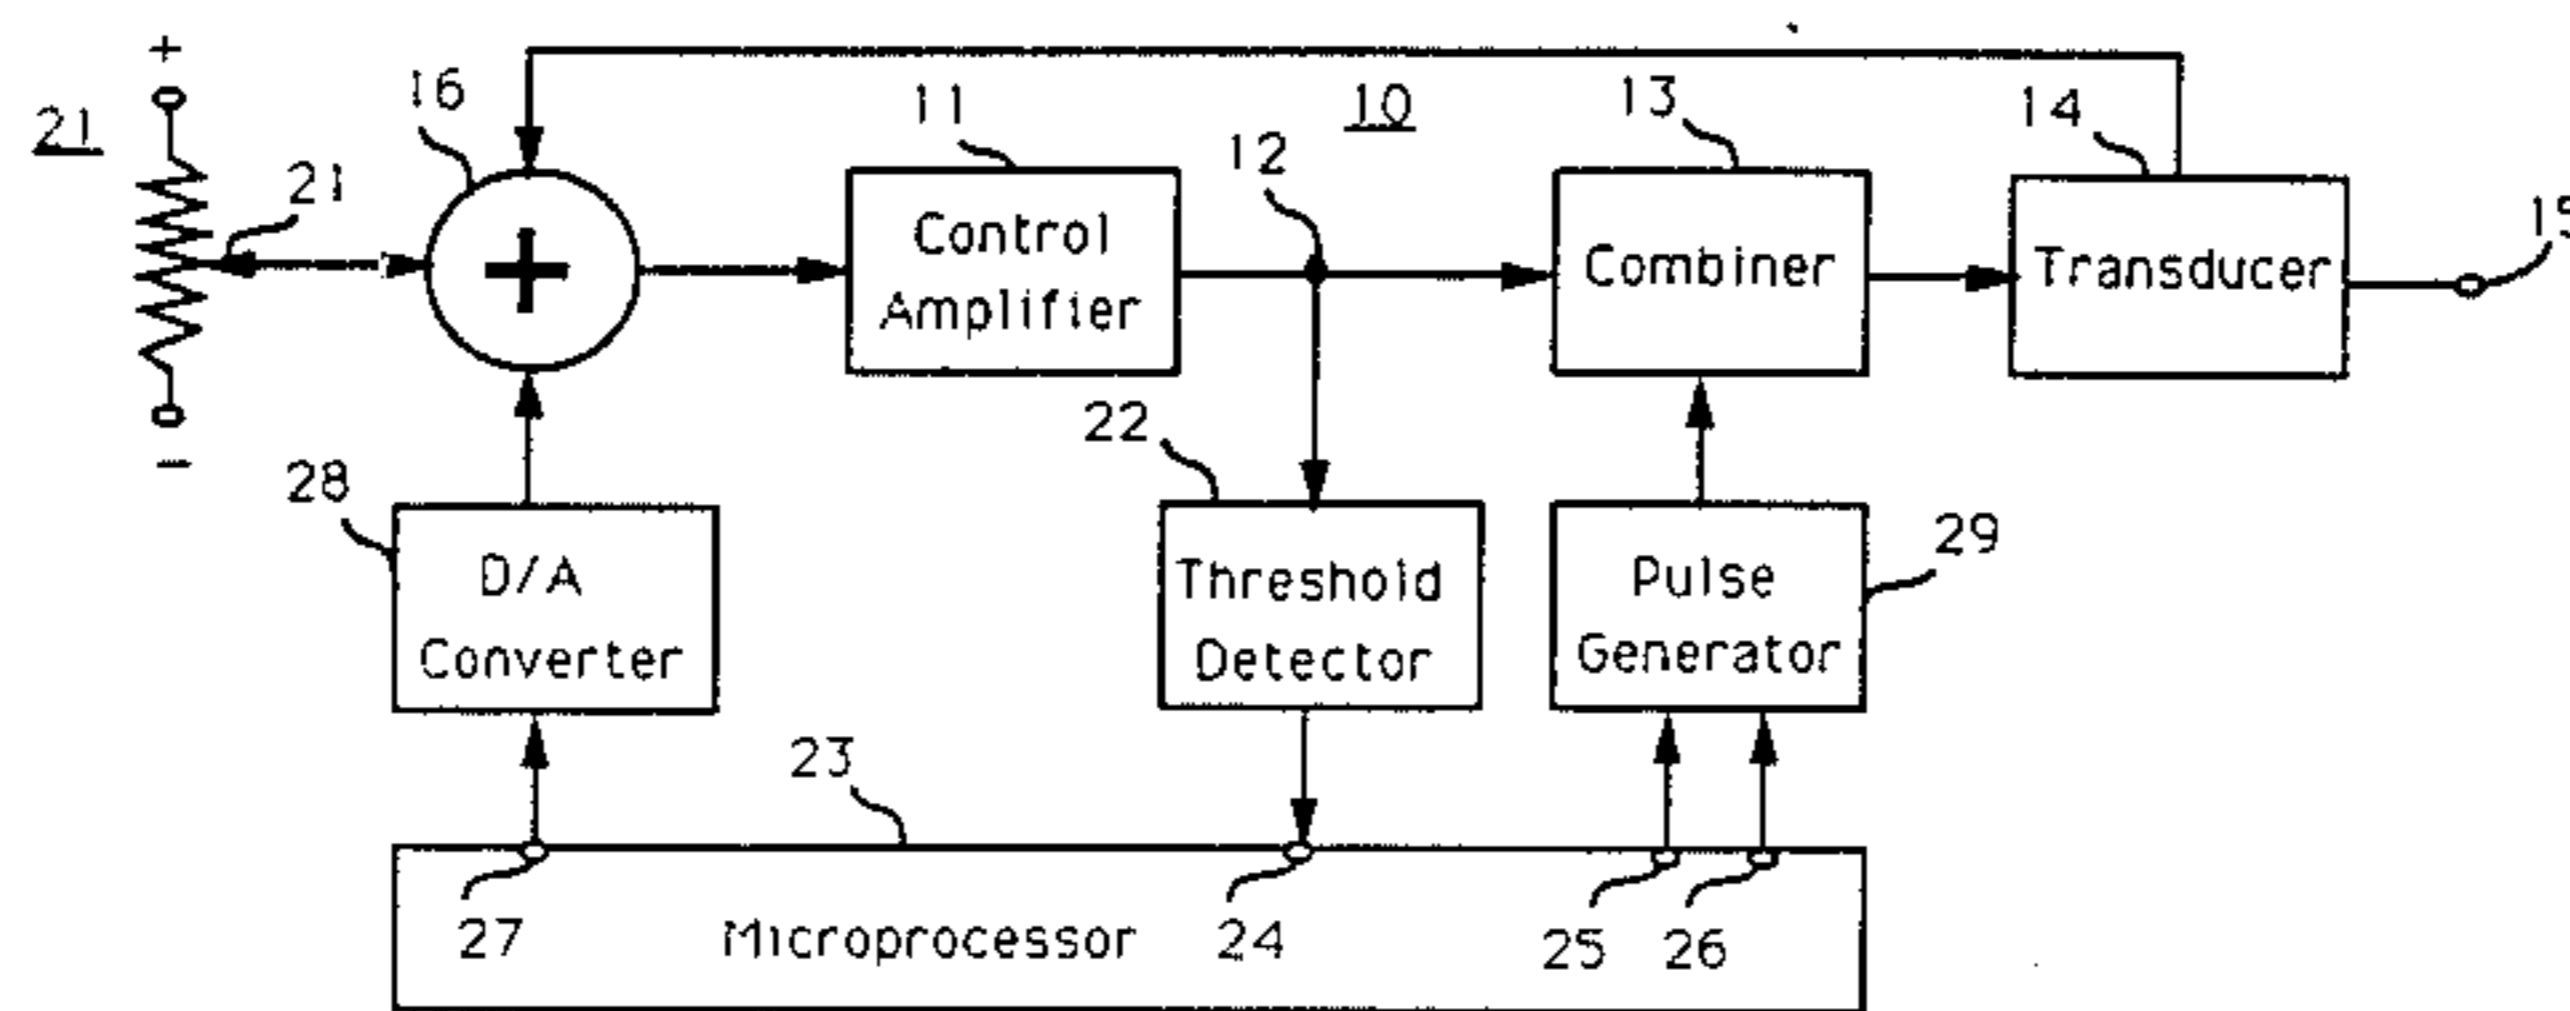 +
21
16
11
10
13
14
12
21
15
+
Control
Amplifier
Combiner
Transducer
−
28
22
29
D/A
Converter
Threshold
Detector
Pulse
Generator
23
27
Microprocessor
24
25
26